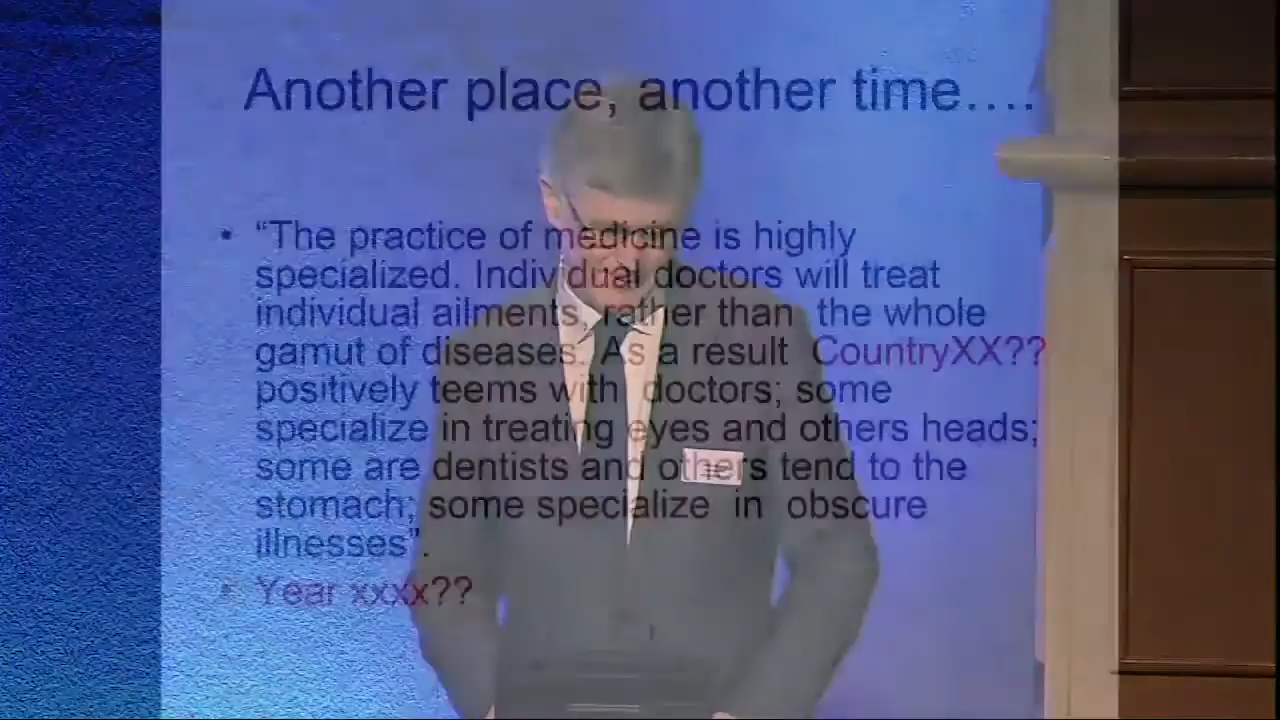 Another place, another time….
• “The practice of medicine is highly
specialized. Individual doctors will treat
individual ailments, rather than the whole
gamut of diseases. As a result CountryXX??
positively teems with doctors; some
specialize in treating eyes and others heads;
some are dentists and others tend to the
stomach; some specialize in obscure
illnesses”.
• Year xxxx??